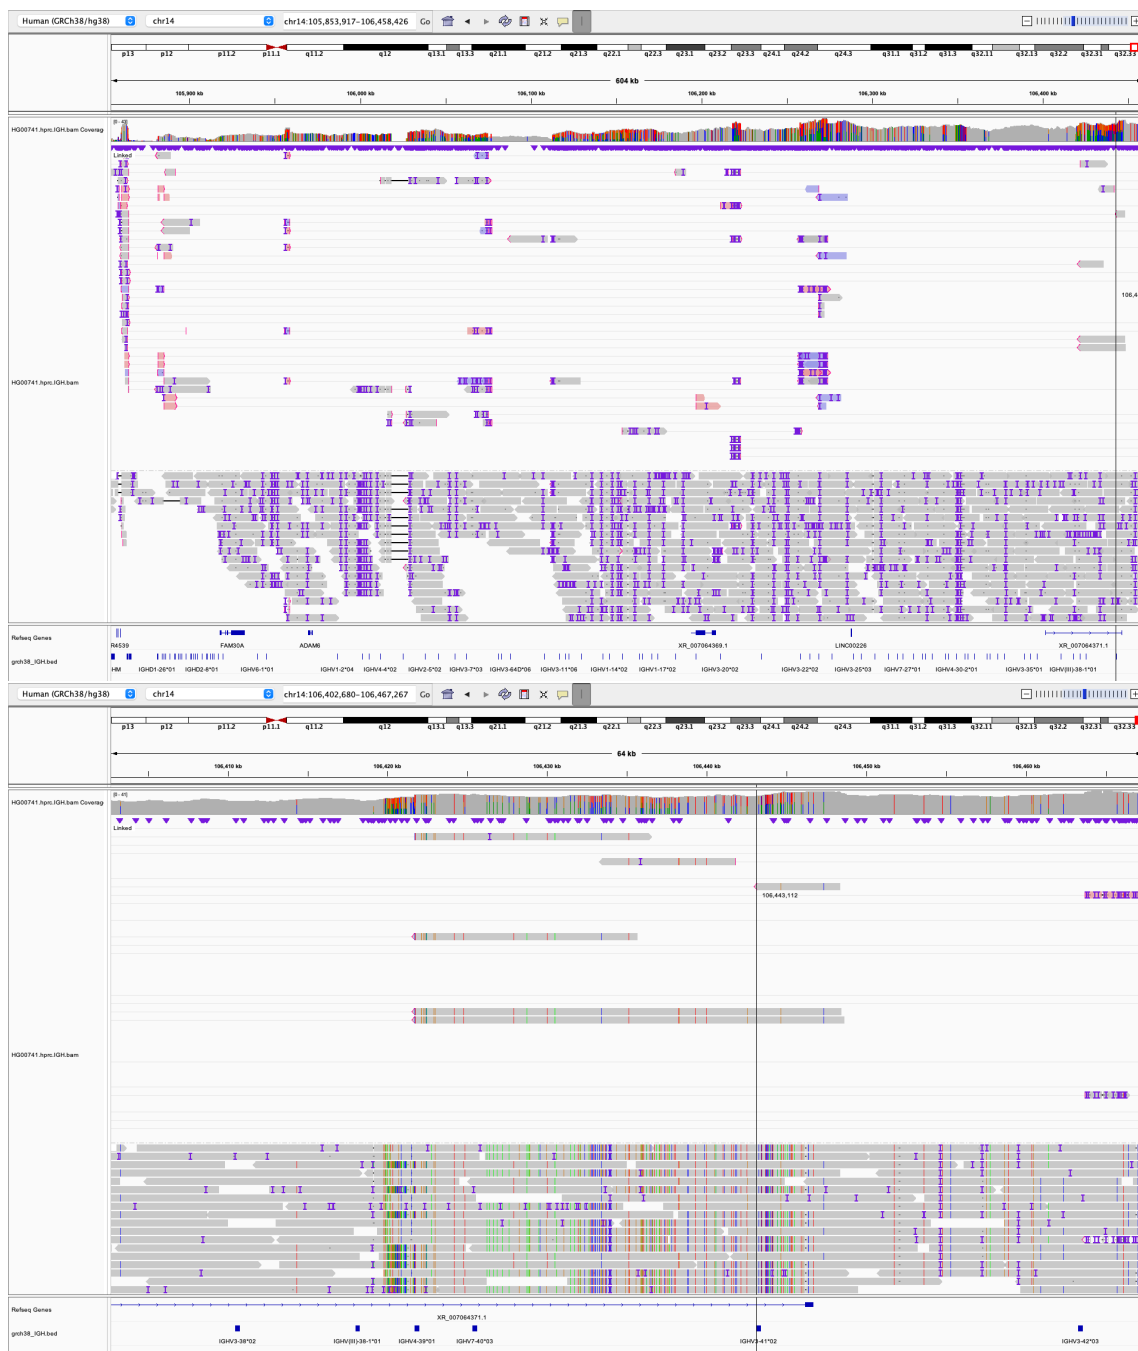 Human (GRCh38/hg38) chr14 chr14:105,853,917-106,458,426 Go
p13 p12 p11.2 p11.1 q11.2 q12 q13.1 q13.3 q21.1 q21.2 q21.3 q22.1 q22.3 q23.1 q23.2 q23.3 q24.1 q24.2 q24.3 q31.1 q31.2 q31.3 q32.11 q32.13 q32.2 q32.31 q32.33
604 kb
105,900 kb 106,000 kb 106,100 kb 106,200 kb 106,300 kb 106,400 kb
HG00741.hprc.IGH.bam Coverag
Linked
106,4
HG00741.hprc.IGH.bam
Refseq Genes
R4539 FAM30A ADAM6 XR_007064369.1 LINC00226 XR_007064371.1
grch38_IGH.bed
HM IGHD1-26*01 IGHD2-8*01 IGHV6-1*01 IGHV1-2*04 IGHV4-4*02 IGHV2-5*02 IGHV3-7*03 IGHV3-64D*06 IGHV3-11*06 IGHV1-14*02 IGHV1-17*02 IGHV3-20*02 IGHV3-22*02 IGHV3-25*03 IGHV7-27*01 IGHV4-30-2*01 IGHV3-35*01 IGHV(III)-38-1*01
Human (GRCh38/hg38) chr14 chr14:106,402,680-106,467,267 Go
p13 p12 p11.2 p11.1 q11.2 q12 q13.1 q13.3 q21.1 q21.2 q21.3 q22.1 q22.3 q23.1 q23.2 q23.3 q24.1 q24.2 q24.3 q31.1 q31.2 q31.3 q32.11 q32.13 q32.2 q32.31 q32.33
64 kb
106,410 kb 106,420 kb 106,430 kb 106,440 kb 106,450 kb 106,460 kb
[0 - 41]
HG00741.hprc.IGH.bam Coverag
Linked
106,443,112
HG00741.hprc.IGH.bam
Refseq Genes
XR_007064371.1
grch38_IGH.bed
IGHV3-38*02 IGHV(III)-38-1*01 IGHV4-39*01 IGHV7-40*03 IGHV3-41*02 IGHV3-42*03